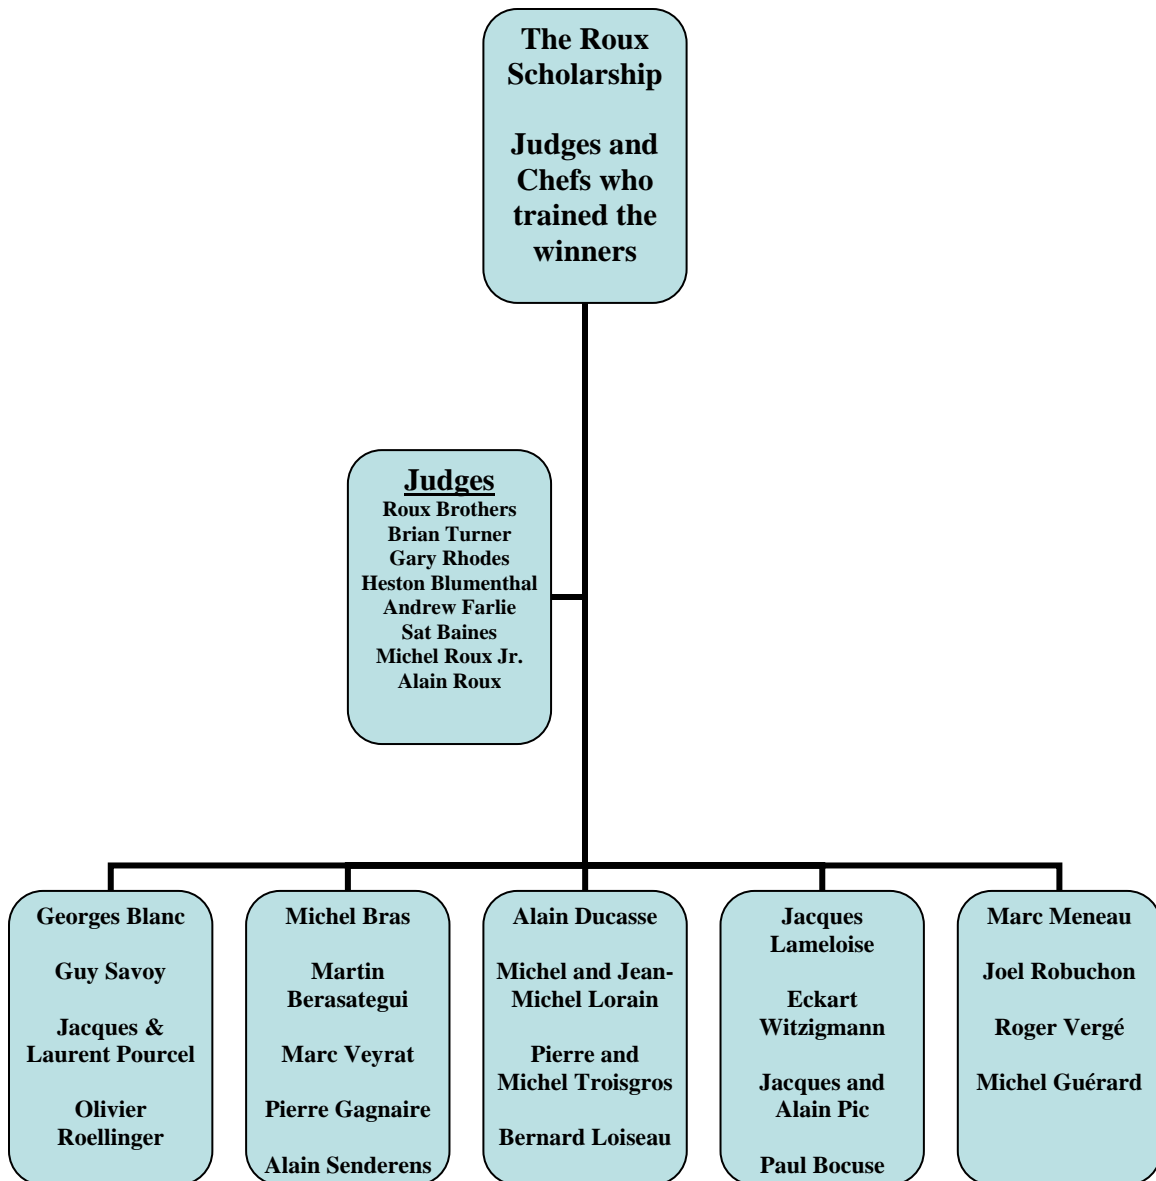 The Roux
Scholarship
Judges and
Chefs who
trained the
winners
Judges
Roux Brothers
Brian Turner
Gary Rhodes
Heston Blumenthal
Andrew Farlie
Sat Baines
Michel Roux Jr.
Alain Roux
Georges Blanc
Guy Savoy
Jacques &
Laurent Pourcel
Olivier
Roellinger
Michel Bras
Martin
Berasategui
Marc Veyrat
Pierre Gagnaire
Alain Senderens
Alain Ducasse
Michel and Jean-
Michel Lorain
Pierre and
Michel Troisgros
Bernard Loiseau
Jacques
Lameloise
Eckart
Witzigmann
Jacques and
Alain Pic
Paul Bocuse
Marc Meneau
Joel Robuchon
Roger Vergé
Michel Guérard